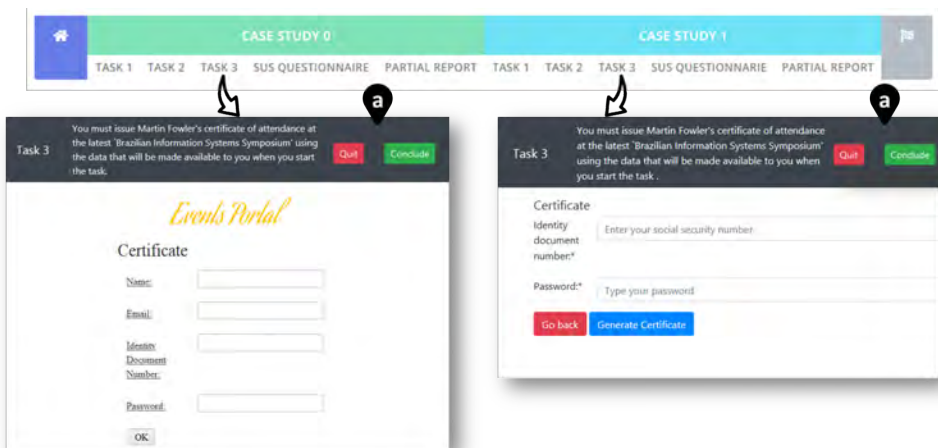 CASE STUDY 0
CASE STUDY 1
TASK 1 TASK 2 TASK 3 SUS QUESTIONNAIRE PARTIAL REPORT TASK 1 TASK 2 TASK 3 SUS QUESTIONNARIE PARTIAL REPORT
a
a
Task 3
You must issue Martin Fowler's certificate of attendance at
the latest 'Brazilian Information Systems Symposium' using
the data that will be made available to you when you start
the task.
Quit
Conclude
Events Portal
Certificate
Name:
Email:
Identity
Document
Number:
Password:
OK
Task 3
You must issue Martin Fowler's certificate of attendance
at the latest 'Brazilian Information Systems Symposium'
using the data that will be made available to you when
you start the task .
Quit
Conclude
Certificate
Identity
document
number:*
Enter your social security number
Password:*
Type your password
Go back
Generate Certificate